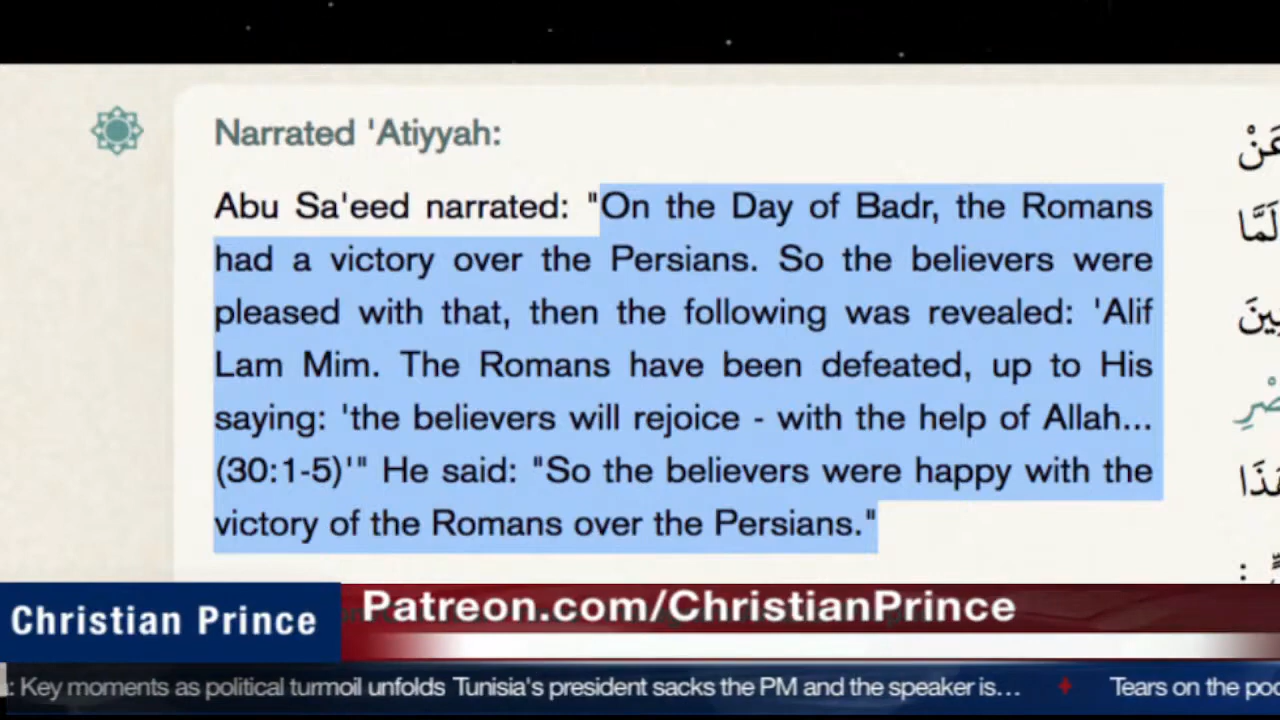 Narrated 'Atiyyah:
عَنْ
Abu Sa'eed narrated: "On the Day of Badr, the Romans
لَمَّا
had a victory over the Persians. So the believers were
pleased with that, then the following was revealed: 'Alif
Lam Mim. The Romans have been defeated, up to His
saying: 'the believers will rejoice - with the help of Allah...
(30:1-5)'" He said: "So the believers were happy with the
victory of the Romans over the Persians."
Christian Prince
Patreon.com/ChristianPrince
: Key moments as political turmoil unfolds Tunisia's president sacks the PM and the speaker is... Tears on the poc